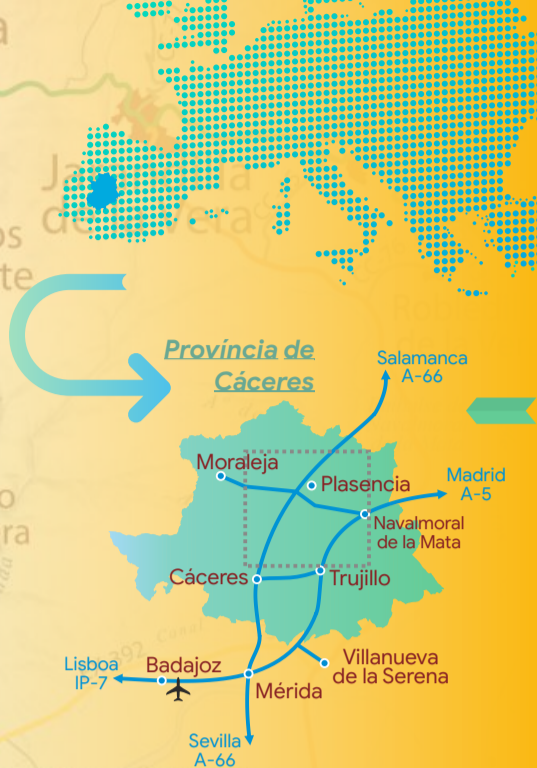 Província de
Cáceres
Salamanca
A-66
Moraleja
Plasencia
Madrid
A-5
Navalmoral
de la Mata
Cáceres
Trujillo
Lisboa
IP-7
Badajoz
Villanueva
de la Serena
Mérida
Sevilla
A-66